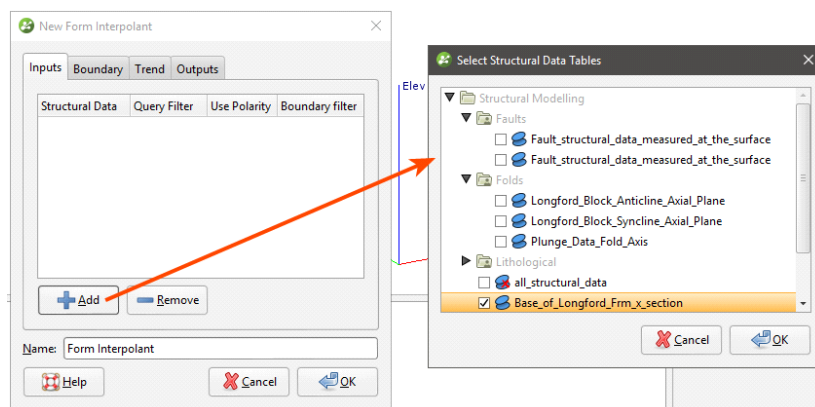 New Form Interpolant
Inputs Boundary Trend Outputs
Structural Data Query Filter Use Polarity Boundary filter
Add Remove
Name: Form Interpolant
Help Cancel OK
Elev
Select Structural Data Tables
Structural Modelling
Faults
Fault_structural_data_measured_at_the_surface
Fault_structural_data_measured_at_the_surface
Folds
Longford_Block_Anticline_Axial_Plane
Longford_Block_Syncline_Axial_Plane
Plunge_Data_Fold_Axis
Lithological
all_structural_data
Base_of_Longford_Frm_x_section
Cancel OK